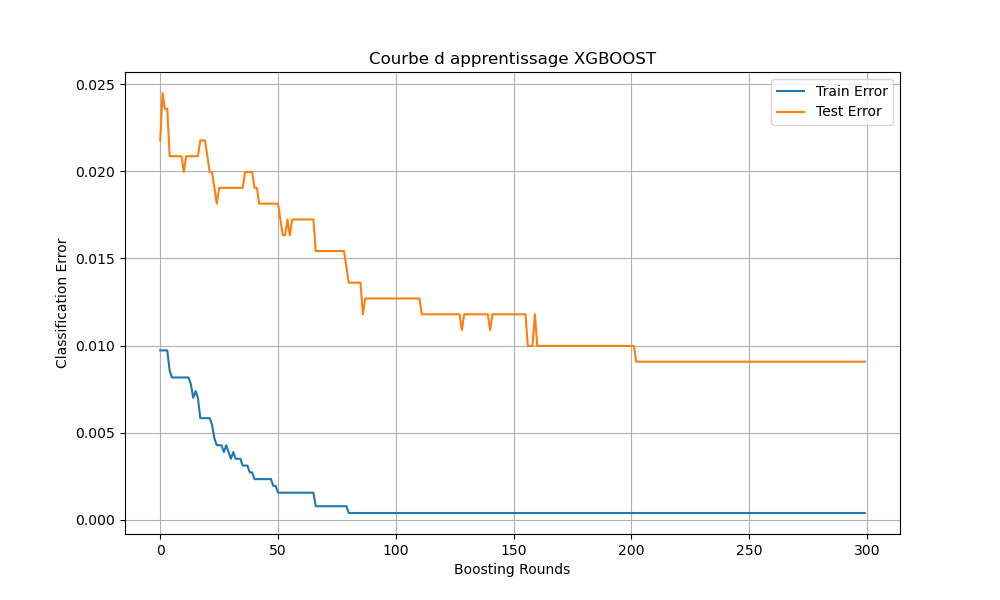 Courbe d apprentissage XGBOOST
Train Error
Test Error
0.025
0.020
0.015
0.010
0.005
0.000
Classification Error
0
50
100
150
200
250
300
Boosting Rounds